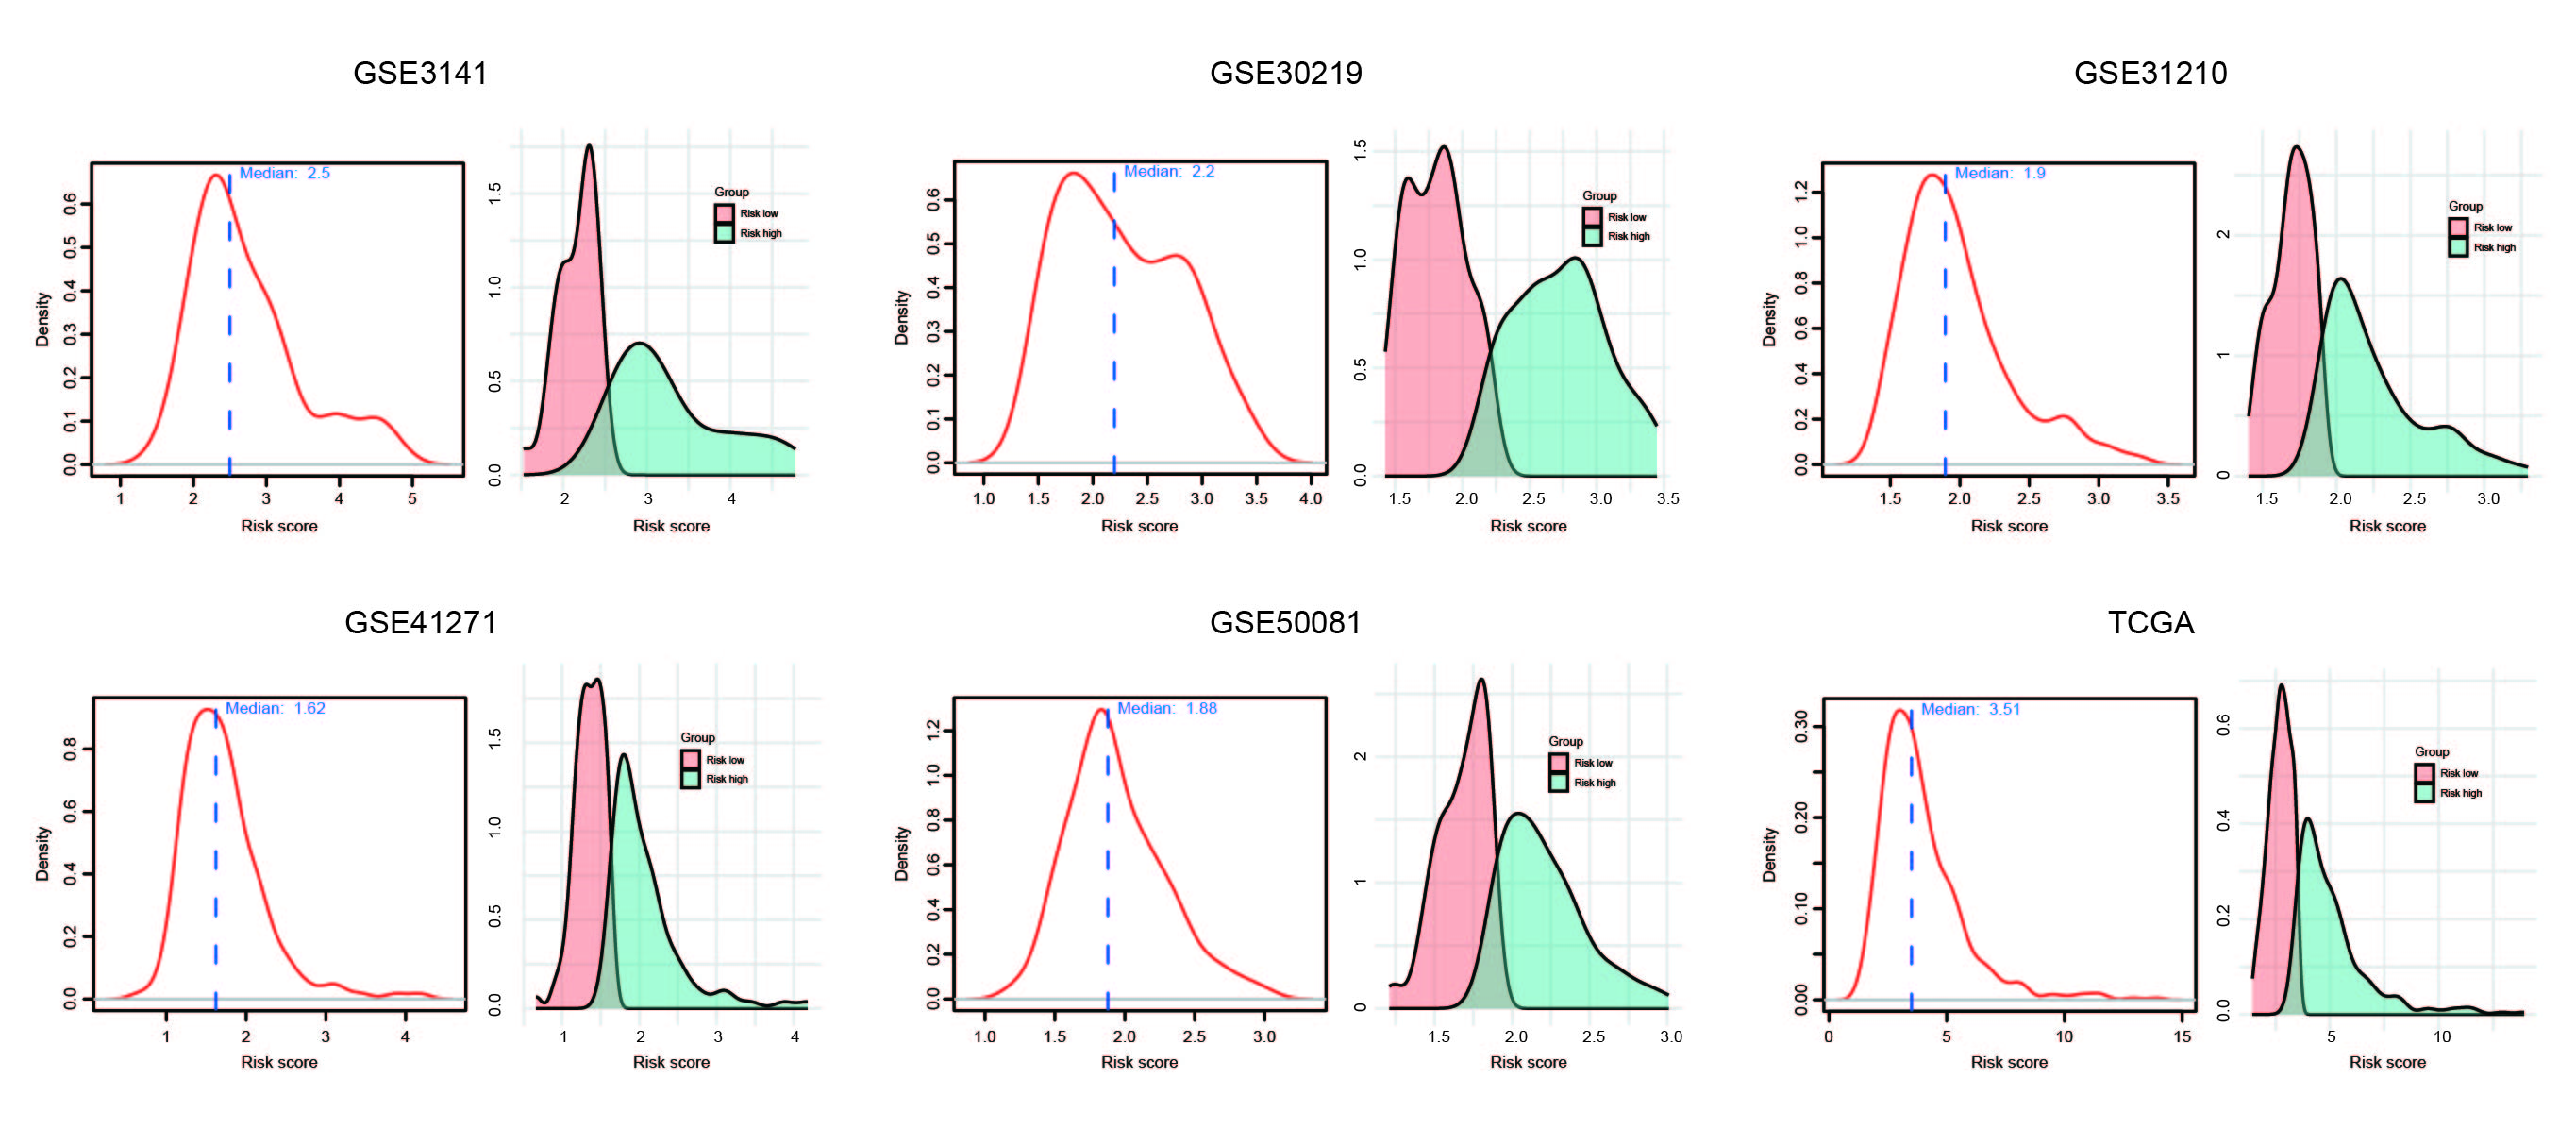 GSE3141
GSE30219
GSE31210
Density
0.0 0.1 0.2 0.3 0.4 0.5 0.6
Median: 2.5
1 2 3 4 5
Risk score
0.0 0.5 1.0 1.5
Group
Risk low
Risk high
2 3 4
Risk score
Density
0.0 0.1 0.2 0.3 0.4 0.5 0.6
Median: 2.2
1.0 1.5 2.0 2.5 3.0 3.5 4.0
Risk score
0.0 0.5 1.0 1.5
Group
Risk low
Risk high
1.5 2.0 2.5 3.0 3.5
Risk score
Density
0.0 0.2 0.4 0.6 0.8 1.0 1.2
Median: 1.9
1.5 2.0 2.5 3.0 3.5
Risk score
0 1 2
Group
Risk low
Risk high
1.5 2.0 2.5 3.0
Risk score
GSE41271
GSE50081
TCGA
Density
0.0 0.2 0.4 0.6 0.8
Median: 1.62
1 2 3 4
Risk score
0.0 0.5 1.0 1.5
Group
Risk low
Risk high
1 2 3 4
Risk score
Density
0.0 0.2 0.4 0.6 0.8 1.0 1.2
Median: 1.88
1.0 1.5 2.0 2.5 3.0
Risk score
0 1 2
Group
Risk low
Risk high
1.5 2.0 2.5 3.0
Risk score
Density
0.00 0.10 0.20 0.30
Median: 3.51
0 5 10 15
Risk score
0.0 0.2 0.4 0.6
Group
Risk low
Risk high
5 10
Risk score